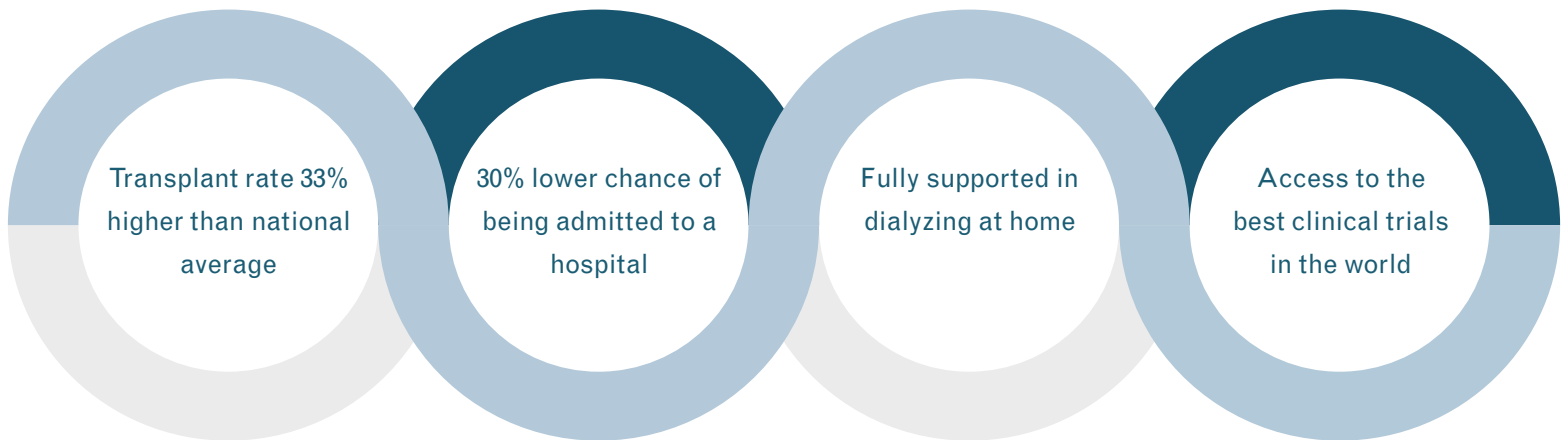 Transplant rate 33%
higher than national
average
30% lower chance of
being admitted to a
hospital
Fully supported in
dialyzing at home
Access to the
best clinical trials
in the world